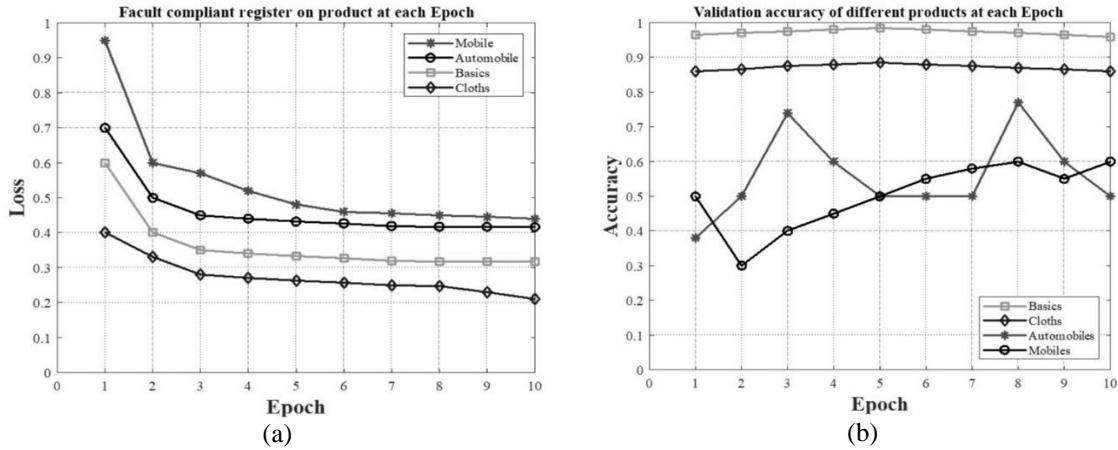 Facult compliant register on product at each Epoch
1
0.9
0.8
0.7
0.6
0.5
0.4
0.3
0.2
0.1
0
Loss
0 1 2 3 4 5 6 7 8 9 10
Epoch
Mobile
Automobile
Basics
Cloths
(a)
Validation accuracy of different products at each Epoch
1
0.9
0.8
0.7
0.6
0.5
0.4
0.3
0.2
0.1
0
Accuracy
0 1 2 3 4 5 6 7 8 9 10
Epoch
Basics
Cloths
Automobiles
Mobiles
(b)